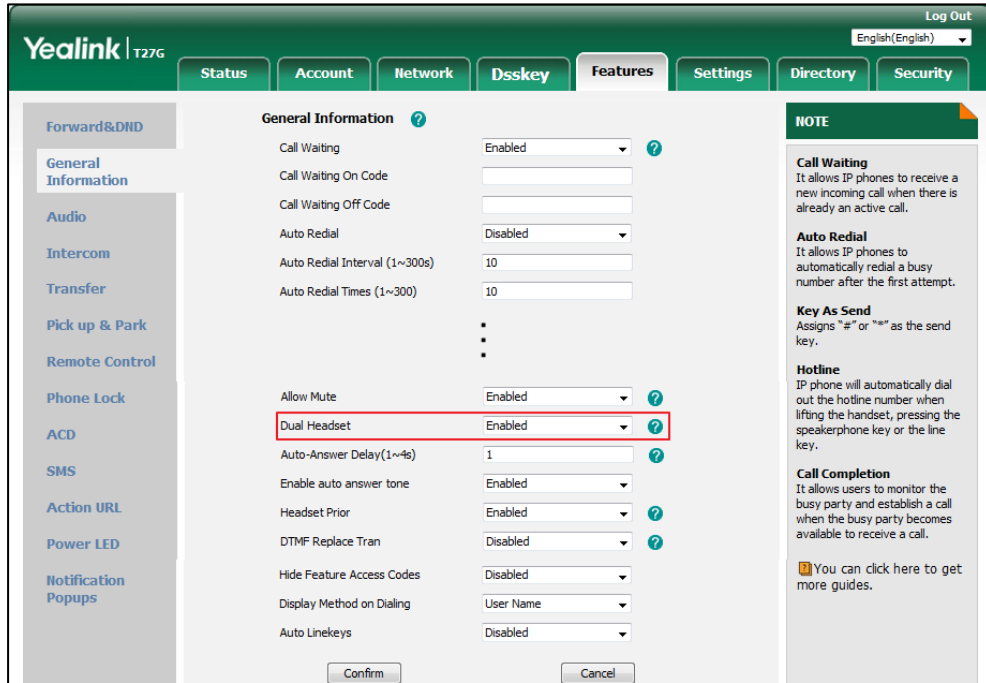 Log Out
English(English)
Yealink | T27G
Status Account Network Dsskey Features Settings Directory Security
Forward&DND
General
Information
Audio
Intercom
Transfer
Pick up & Park
Remote Control
Phone Lock
ACD
SMS
Action URL
Power LED
Notification
Popups
General Information ?
Call Waiting Enabled ?
Call Waiting On Code
Call Waiting Off Code
Auto Redial Disabled
Auto Redial Interval (1~300s) 10
Auto Redial Times (1~300) 10
Allow Mute Enabled ?
Dual Headset Enabled ?
Auto-Answer Delay(1~4s) 1 ?
Enable auto answer tone Enabled
Headset Prior Enabled ?
DTMF Replace Tran Disabled ?
Hide Feature Access Codes Disabled
Display Method on Dialing User Name
Auto Linekeys Disabled
Confirm Cancel
NOTE
Call Waiting
It allows IP phones to receive a
new incoming call when there is
already an active call.
Auto Redial
It allows IP phones to
automatically redial a busy
number after the first attempt.
Key As Send
Assigns "#" or "*" as the send
key.
Hotline
IP phone will automatically dial
out the hotline number when
lifting the handset, pressing the
speakerphone key or the line
key.
Call Completion
It allows users to monitor the
busy party and establish a call
when the busy party becomes
available to receive a call.
? You can click here to get
more guides.